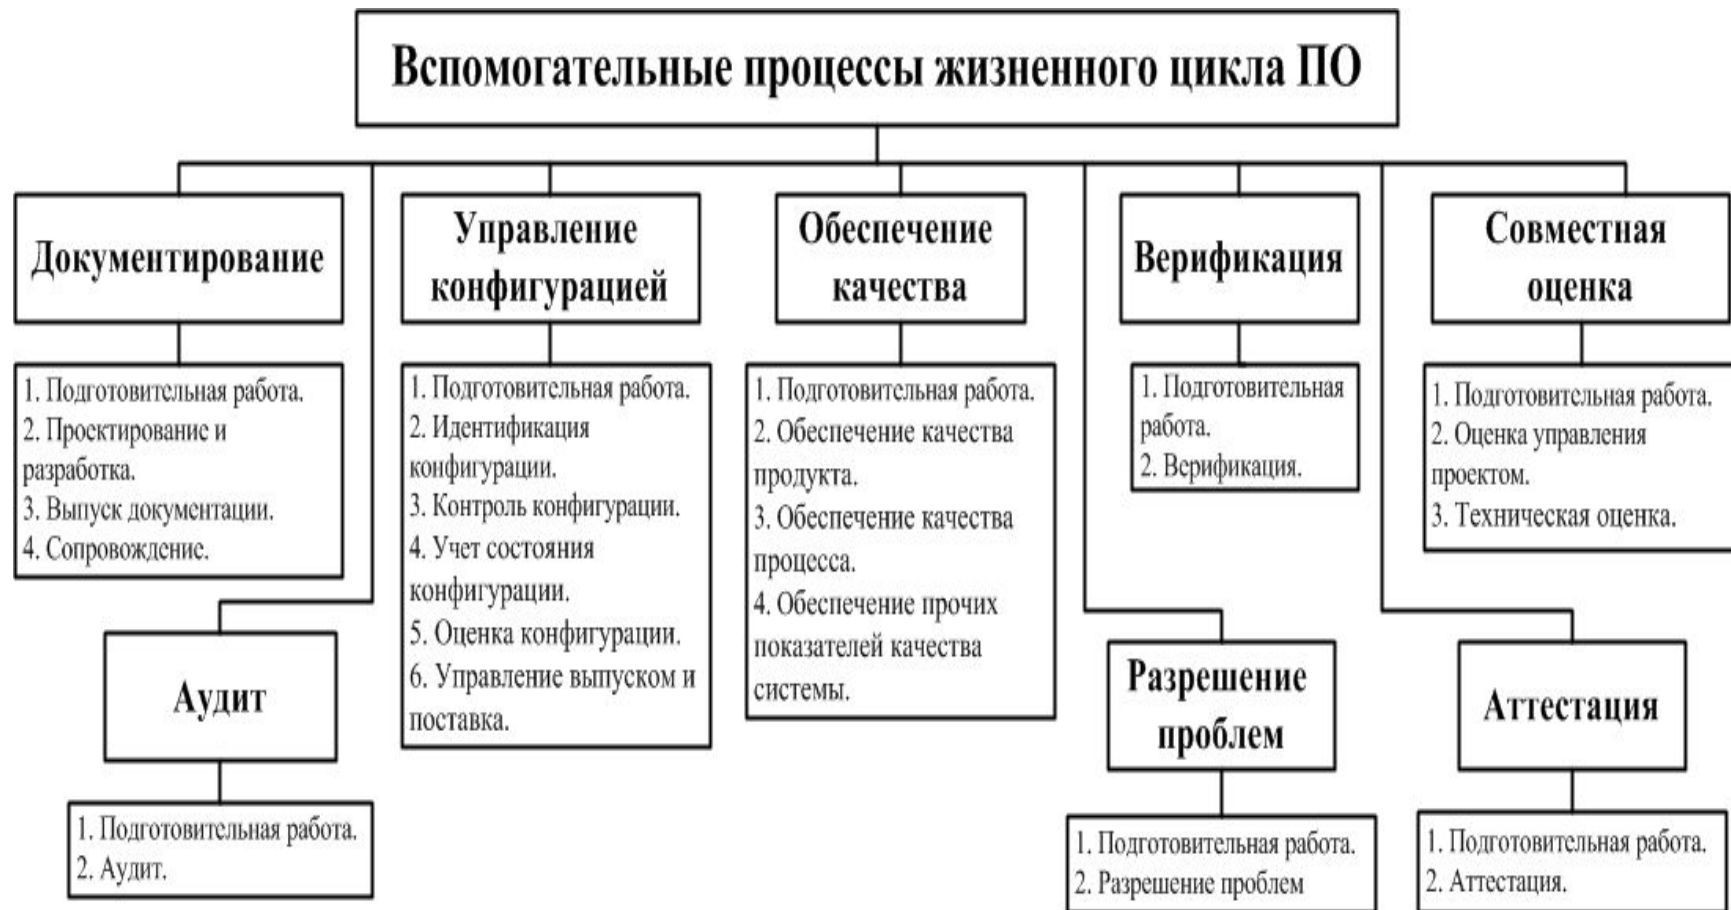 Вспомогательные процессы жизненного цикла ПО
Документирование
1. Подготовительная работа.
2. Проектирование и
разработка.
3. Выпуск документации.
4. Сопровождение.
Управление
конфигурацией
1. Подготовительная работа.
2. Идентификация
конфигурации.
3. Контроль конфигурации.
4. Учет состояния
конфигурации.
5. Оценка конфигурации.
6. Управление выпуском и
поставка.
Обеспечение
качества
1. Подготовительная работа.
2. Обеспечение качества
продукта.
3. Обеспечение качества
процесса.
4. Обеспечение прочих
показателей качества
системы.
Верификация
1. Подготовительная
работа.
2. Верификация.
Совместная
оценка
1. Подготовительная работа.
2. Оценка управления
проектом.
3. Техническая оценка.
Аудит
1. Подготовительная работа.
2. Аудит.
Разрешение
проблем
1. Подготовительная работа.
2. Разрешение проблем
Аттестация
1. Подготовительная работа.
2. Аттестация.